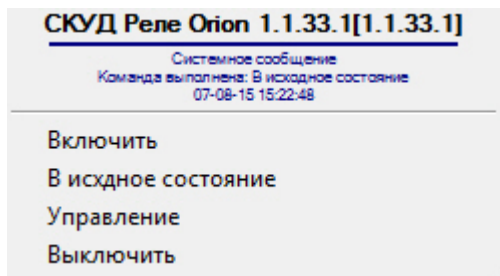 СКУД Реле Orion 1.1.33.1[1.1.33.1]
Системное сообщение
Команда выполнена: В исходное состояние
07-08-15 15:22:48
Включить
В исхдное состояние
Управление
Выключить